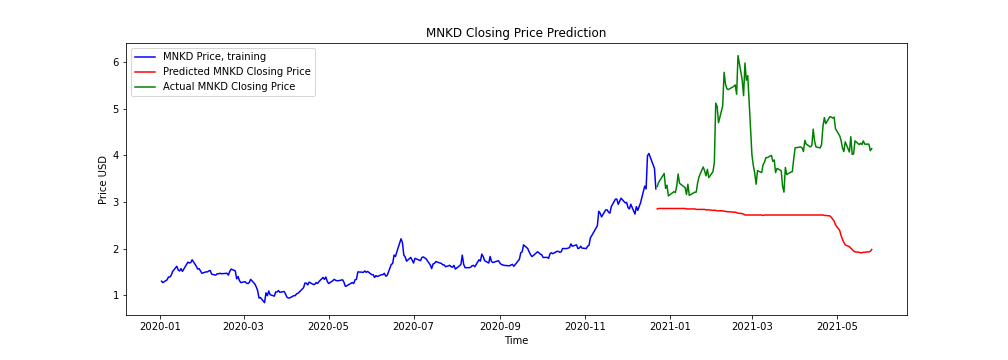 MNKD Closing Price Prediction
MNKD Price, training
Predicted MNKD Closing Price
Actual MNKD Closing Price
Price USD
6
5
4
3
2
1
2020-01 2020-03 2020-05 2020-07 2020-09 2020-11 2021-01 2021-03 2021-05
Time